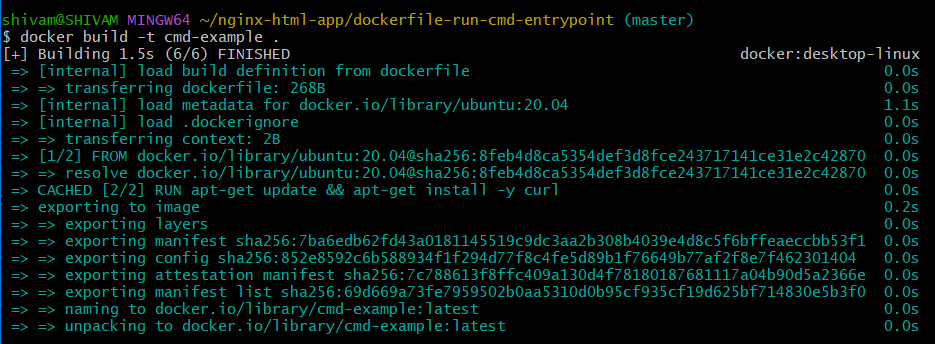 shivam@SHIVAM MINGW64 ~/nginx-html-app/dockerfile-run-cmd-entrypoint (master)
$ docker build -t cmd-example .
[+] Building 1.5s (6/6) FINISHED docker:desktop-linux
=> [internal] load build definition from dockerfile 0.0s
=> => transferring dockerfile: 268B 0.0s
=> [internal] load metadata for docker.io/library/ubuntu:20.04 1.1s
=> [internal] load .dockerignore 0.0s
=> => transferring context: 2B 0.0s
=> [1/2] FROM docker.io/library/ubuntu:20.04@sha256:8feb4d8ca5354def3d8fce243717141ce31e2c42870 0.0s
=> => resolve docker.io/library/ubuntu:20.04@sha256:8feb4d8ca5354def3d8fce243717141ce31e2c42870 0.0s
=> CACHED [2/2] RUN apt-get update && apt-get install -y curl 0.0s
=> exporting to image 0.2s
=> => exporting layers 0.0s
=> => exporting manifest sha256:7ba6edb62fd43a0181145519c9dc3aa2b308b4039e4d8c5f6bffeaeccbb53f1 0.0s
=> => exporting config sha256:852e8592c6b588934f1f294d77f8c4fe5d89b1f76649b77af2f8e7f462301404 0.0s
=> => exporting attestation manifest sha256:7c788613f8ffc409a130d4f78180187681117a04b90d5a2366e 0.0s
=> => exporting manifest list sha256:69d669a73fe7959502b0aa5310d0b95cf935cf19d625bf714830e5b3f0 0.0s
=> => naming to docker.io/library/cmd-example:latest 0.0s
=> => unpacking to docker.io/library/cmd-example:latest 0.0s